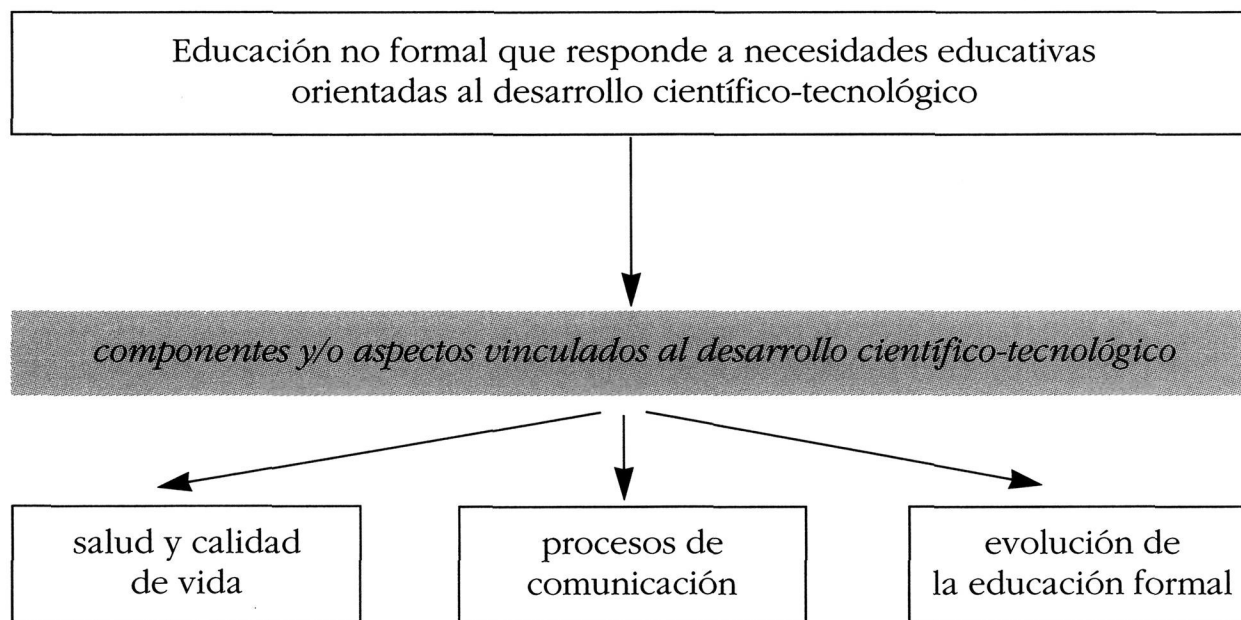 Educación no formal que responde a necesidades educativas
orientadas al desarrollo científico-tecnológico
componentes y/o aspectos vinculados al desarrollo científico-tecnológico
salud y calidad
de vida
procesos de
comunicación
evolución de
la educación formal